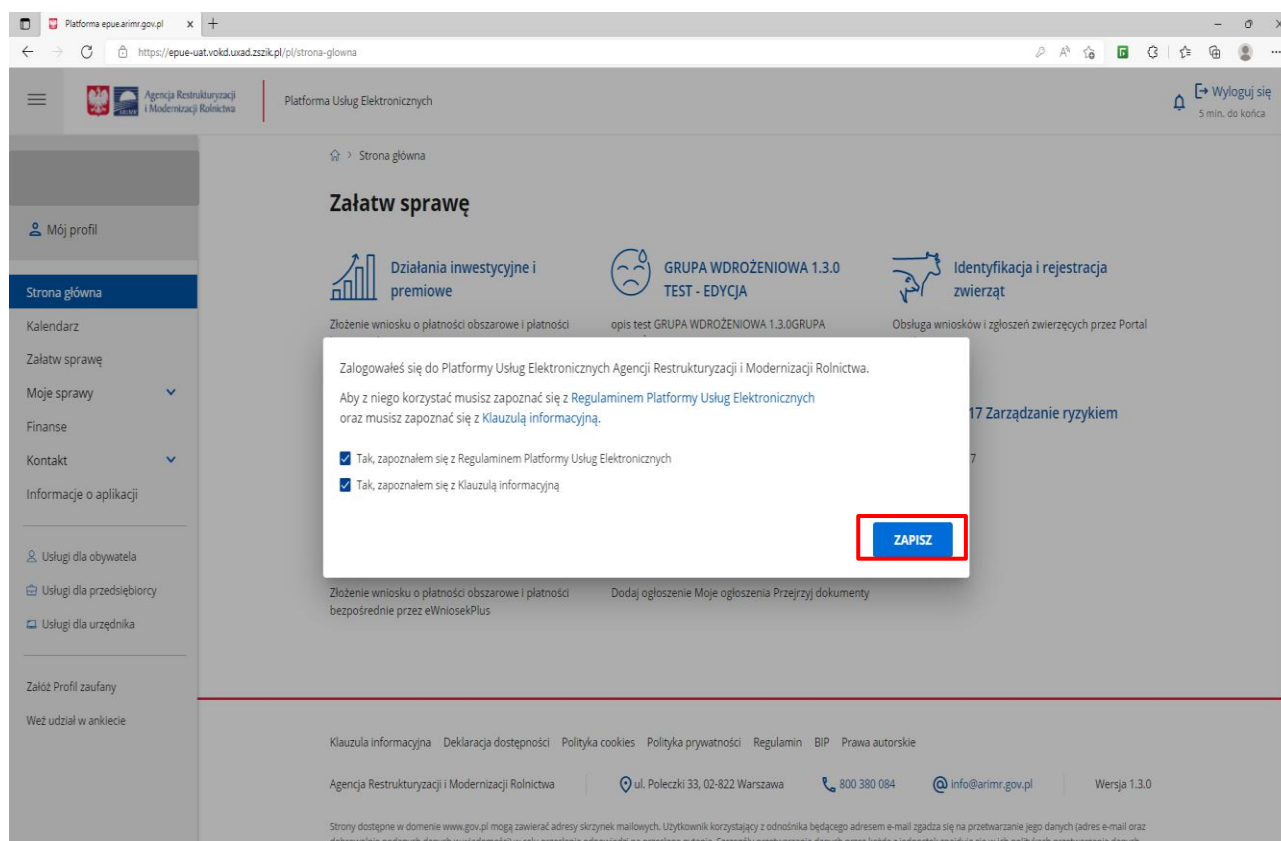 Platforma epue.arimr.gov.pl
https://epue-uat.vokd.uxad.zszik.pl/pl/strona-glowna
Agencja Restrukturyzacji
i Modernizacji Rolnictwa
Platforma Usług Elektronicznych
Wyloguj się
5 min. do końca
Strona główna
Załatw sprawę
Mój profil
Strona główna
Kalendarz
Załatw sprawę
Moje sprawy
Finanse
Kontakt
Informacje o aplikacji
Usługi dla obywatela
Usługi dla przedsiębiorcy
Usługi dla urzędnika
Załóż Profil zaufany
Weź udział w ankiecie
Działania inwestycyjne i
premiowe
Złożenie wniosku o płatności obszarowe i płatności
GRUPA WDROŻENIOWA 1.3.0
TEST - EDYCJA
opis test GRUPA WDROŻENIOWA 1.3.0GRUPA
Identyfikacja i rejestracja
zwierząt
Obsługa wniosków i zgłoszeń zwierzęcych przez Portal
17 Zarządzanie ryzykiem
7
Zalogowałeś się do Platformy Usług Elektronicznych Agencji Restrukturyzacji i Modernizacji Rolnictwa.
Aby z niego korzystać musisz zapoznać się z Regulaminem Platformy Usług Elektronicznych
oraz musisz zapoznać się z Klauzulą informacyjną.
Tak, zapoznałem się z Regulaminem Platformy Usług Elektronicznych
Tak, zapoznałem się z Klauzulą informacyjną
ZAPISZ
Złożenie wniosku o płatności obszarowe i płatności
bezpośrednie przez eWniosekPlus
Dodaj ogłoszenie Moje ogłoszenia Przejrzyj dokumenty
Klauzula informacyjna Deklaracja dostępności Polityka cookies Polityka prywatności Regulamin BIP Prawa autorskie
Agencja Restrukturyzacji i Modernizacji Rolnictwa ul. Poleczki 33, 02-822 Warszawa 800 380 084 info@arimr.gov.pl Wersja 1.3.0
Strony dostępne w domenie www.gov.pl mogą zawierać adresy skrzynek mailowych. Użytkownik korzystający z odnośnika będącego adresem e-mail zgadza się na przetwarzanie jego danych (adres e-mail oraz